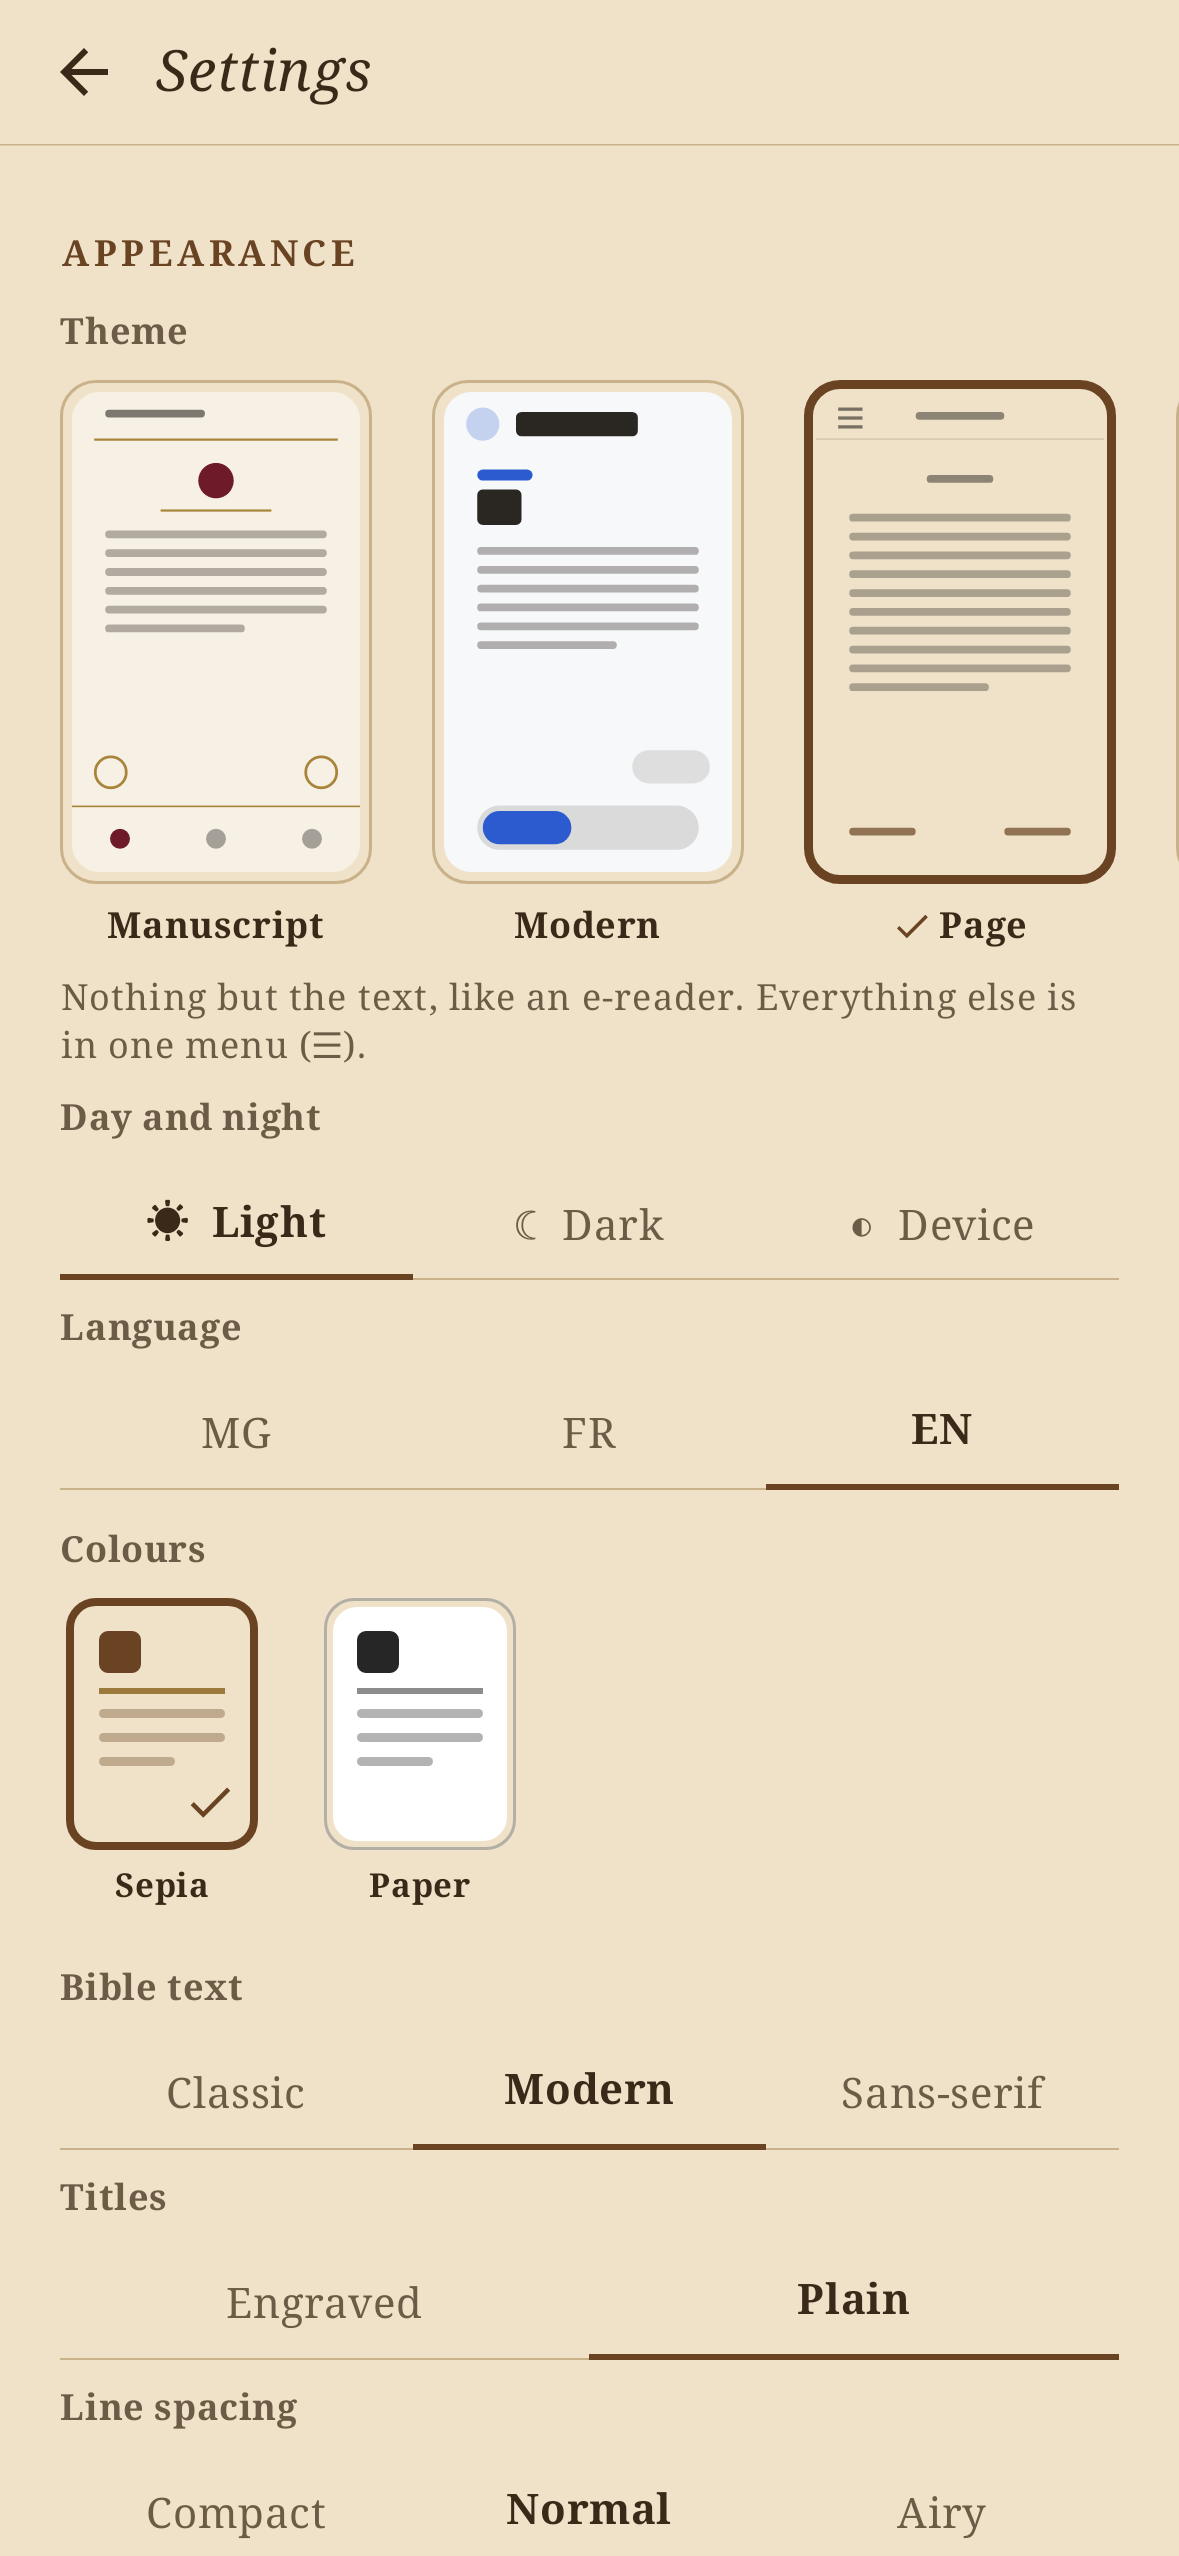 Settings
APPEARANCE
Theme
Manuscript
Modern
✓ Page
Nothing but the text, like an e-reader. Everything else is
in one menu (☰).
Day and night
☀ Light
☾ Dark
◐ Device
Language
MG
FR
EN
Colours
Sepia
Paper
Bible text
Classic
Modern
Sans-serif
Titles
Engraved
Plain
Line spacing
Compact
Normal
Airy